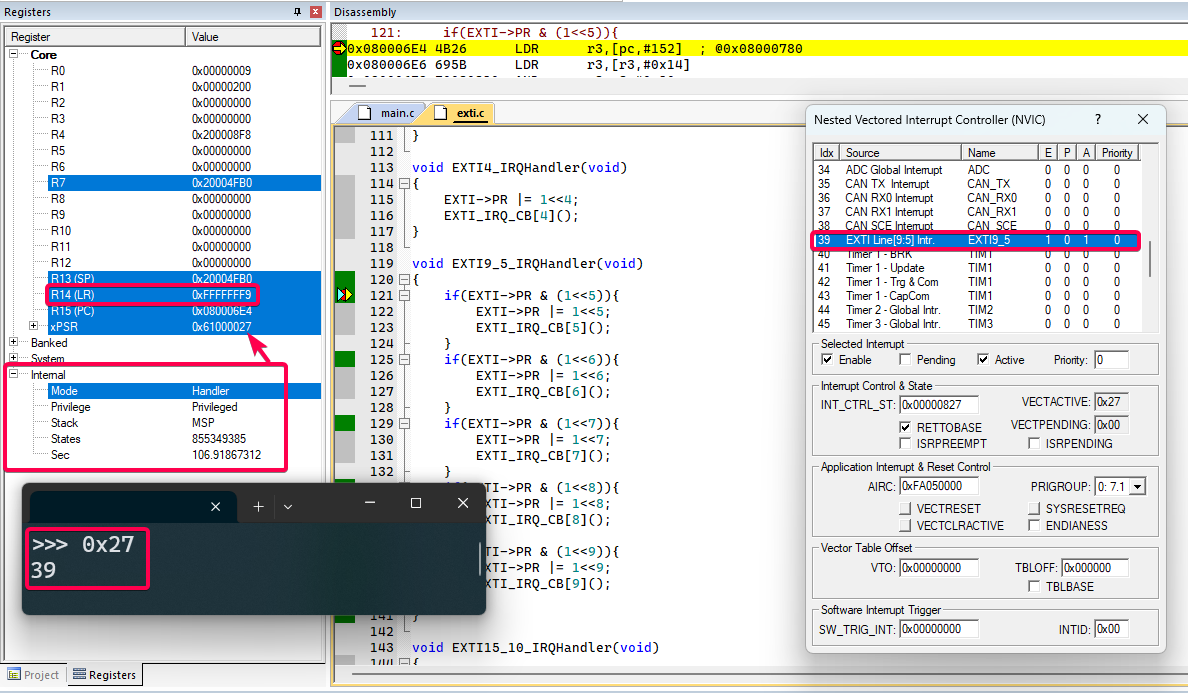 Registers
Register Value
Core
R0 0x00000009
R1 0x00000200
R2 0x00000000
R3 0x00000000
R4 0x200008F8
R5 0x00000000
R6 0x00000000
R7 0x20004FB0
R8 0x00000000
R9 0x00000000
R10 0x00000000
R11 0x00000000
R12 0x00000000
R13 (SP) 0x20004FB0
R14 (LR) 0xFFFFFFF9
R15 (PC) 0x080006E4
xPSR 0x61000027
Banked
System
Internal
Mode Handler
Privilege Privileged
Stack MSP
States 855349385
Sec 106.91867312
>>> 0x27
39
Project Registers
Disassembly
121: if(EXTI->PR & (1<<5)){
0x080006E4 4B26 LDR r3,[pc,#152] ; @0x08000780
0x080006E6 695B LDR r3,[r3,#0x14]
main.c exti.c
111 }
112
113 void EXTI4_IRQHandler(void)
114 {
115 EXTI->PR |= 1<<4;
116 EXTI_IRQ_CB[4]();
117 }
118
119 void EXTI9_5_IRQHandler(void)
120 {
121 if(EXTI->PR & (1<<5)){
122 EXTI->PR |= 1<<5;
123 EXTI_IRQ_CB[5]();
124 }
125 if(EXTI->PR & (1<<6)){
126 EXTI->PR |= 1<<6;
127 EXTI_IRQ_CB[6]();
128 }
129 if(EXTI->PR & (1<<7)){
130 EXTI->PR |= 1<<7;
131 EXTI_IRQ_CB[7]();
132 }
TI->PR & (1<<8)){
XTI->PR |= 1<<8;
XTI_IRQ_CB[8]();
TI->PR & (1<<9)){
XTI->PR |= 1<<9;
XTI_IRQ_CB[9]();
141 }
142
143 void EXTI15_10_IRQHandler(void)
144 {
Nested Vectored Interrupt Controller (NVIC) ?
Idx Source Name E P A Priority
34 ADC Global Interrupt ADC 0 0 0 0
35 CAN TX Interrupt CAN_TX 0 0 0 0
36 CAN RX0 Interrupt CAN_RX0 0 0 0 0
37 CAN RX1 Interrupt CAN_RX1 0 0 0 0
38 CAN SCE Interrupt CAN_SCE 0 0 0 0
39 EXTI Line[9:5] Intr. EXTI9_5 1 0 1 0
40 Timer 1 - BRK TIM1 0 0 0 0
41 Timer 1 - Update TIM1 0 0 0 0
42 Timer 1 - Trg & Com TIM1 0 0 0 0
43 Timer 1 - CapCom TIM1 0 0 0 0
44 Timer 2 - Global Intr. TIM2 0 0 0 0
45 Timer 3 - Global Intr. TIM3 0 0 0 0
Selected Interrupt
Enable Pending Active Priority: 0
Interrupt Control & State
INT_CTRL_ST: 0x00000827 VECTACTIVE: 0x27
RETTOBASE VECTPENDING: 0x00
ISRPREEMPT ISRPENDING
Application Interrupt & Reset Control
AIRC: 0xFA050000 PRIGROUP: 0: 7.1
VECTRESET SYSRESETREQ
VECTCLRACTIVE ENDIANESS
Vector Table Offset
VTO: 0x00000000 TBLOFF: 0x000000
TBLBASE
Software Interrupt Trigger
SW_TRIG_INT: 0x00000000 INTID: 0x00